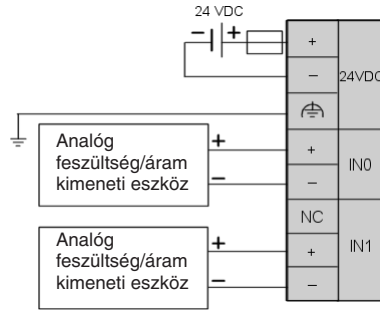 24 VDC
− +
+
−
24VDC
Analóg
feszültség/áram
kimeneti eszköz
+
−
+
−
IN0
NC
Analóg
feszültség/áram
kimeneti eszköz
+
−
+
−
IN1